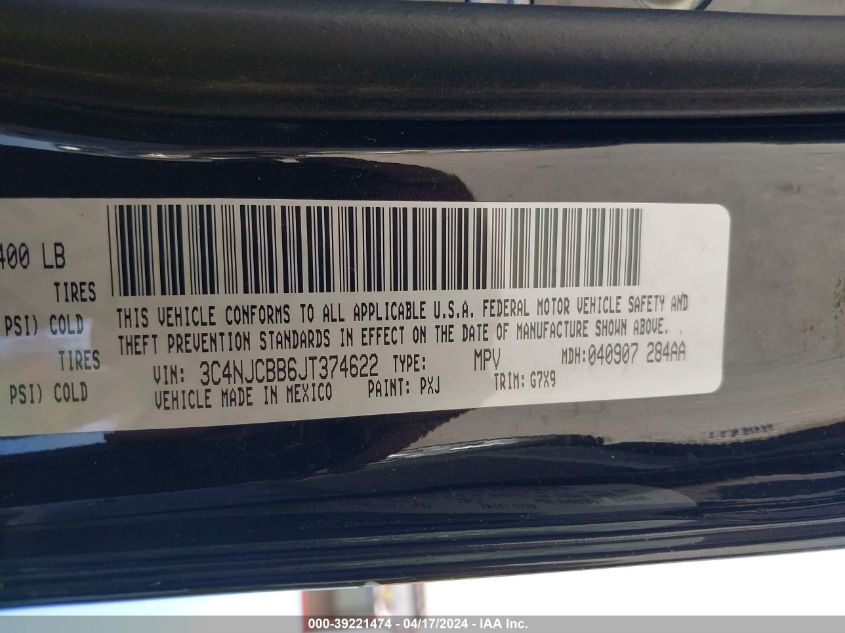 400 LB
TIRES
PSI) COLD
TIRES
PSI) COLD
THIS VEHICLE CONFORMS TO ALL APPLICABLE U.S.A. FEDERAL MOTOR VEHICLE SAFETY AND
THEFT PREVENTION STANDARDS IN EFFECT ON THE DATE OF MANUFACTURE SHOWN ABOVE.
VIN: 3C4NJCBB6JT374622 TYPE: MPV MDH:040907 284AA
VEHICLE MADE IN MEXICO PAINT: PXJ TRIM: G7X9
000-39221474 - 04/17/2024 - IAA Inc.